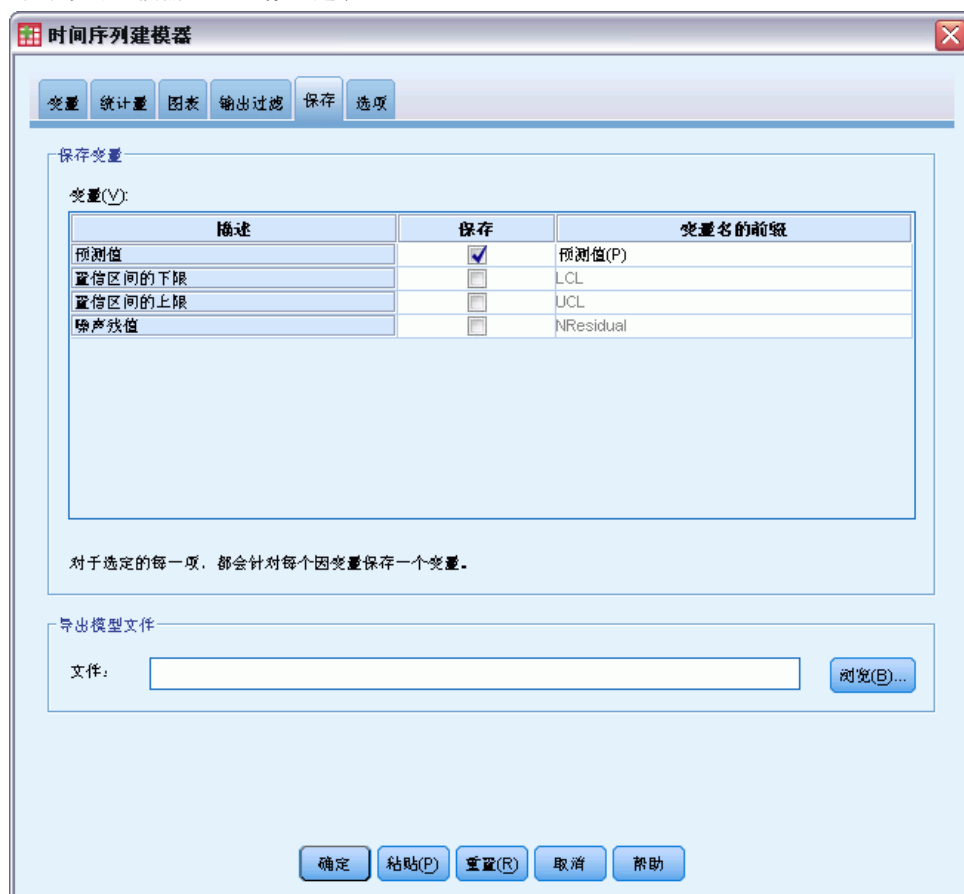 时间序列建模器
变量 统计量 图表 输出过滤 保存 选项
保存变量
变量(V):
描述 保存 变量名的前缀
预测值 预测值(P)
置信区间的下限 LCL
置信区间的上限 UCL
噪声残值 NResidual
对于选定的每一项，都会针对每个因变量保存一个变量。
导出模型文件
文件： 浏览(B)...
确定 粘贴(P) 重置(R) 取消 帮助